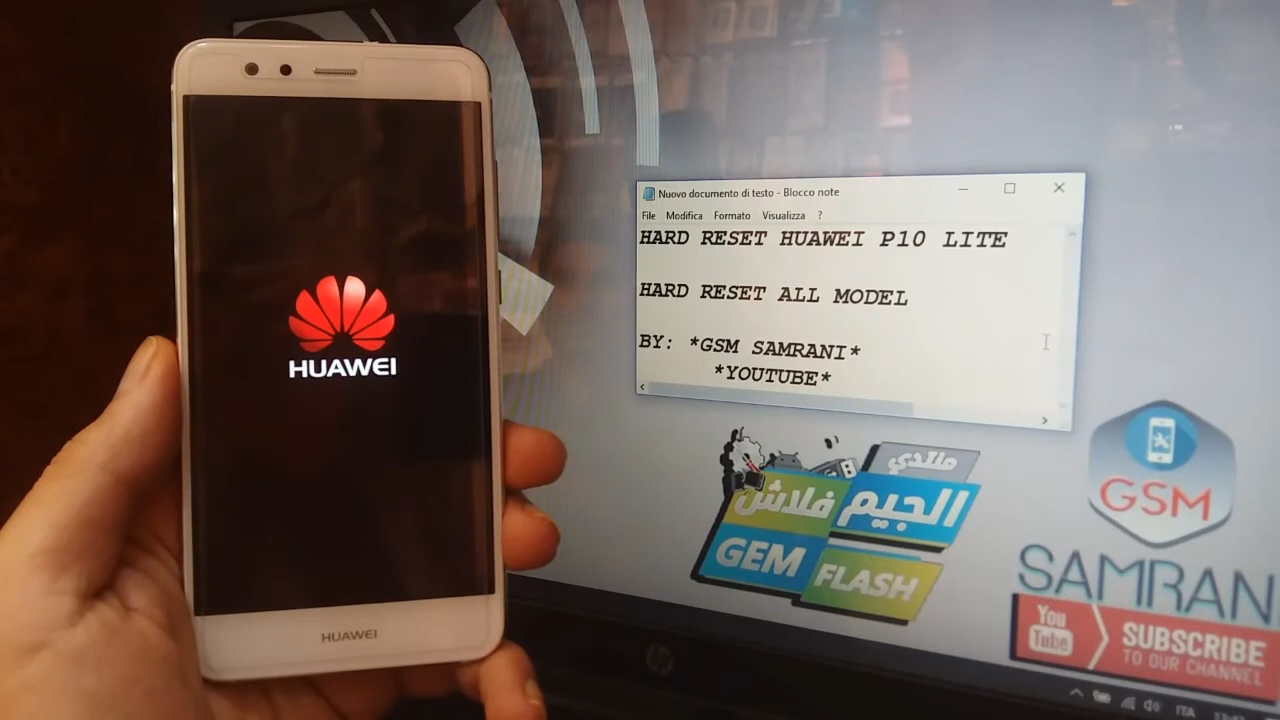 HUAWEI
HUAWEI
Nuovo documento di testo - Blocco note
File Modifica Formato Visualizza ?
HARD RESET HUAWEI P10 LITE
HARD RESET ALL MODEL
BY: *GSM SAMRANI*
*YOUTUBE*
منتدي
الجيم فلاش
GEM FLASH
GSM
SAMRAN
You Tube
SUBSCRIBE
TO OUR CHANNEL
hp
ITA